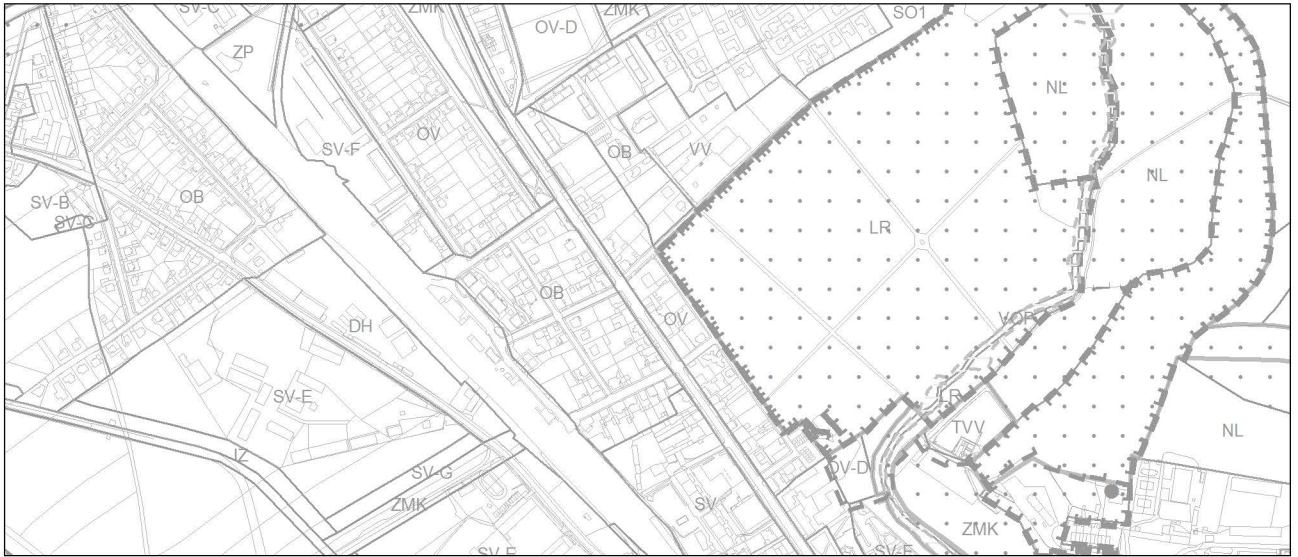 SV-C
ZMK
OV-D
ZMK
SO1
ZP
NL
OV
SV-F
OB
VV
NL
SV-B
OB
SV-C
LR
OB
OV
DH
VOP
SV-E
LR
TVV
NL
IZ
SV-G
OV-D
ZMK
SV
ZMK